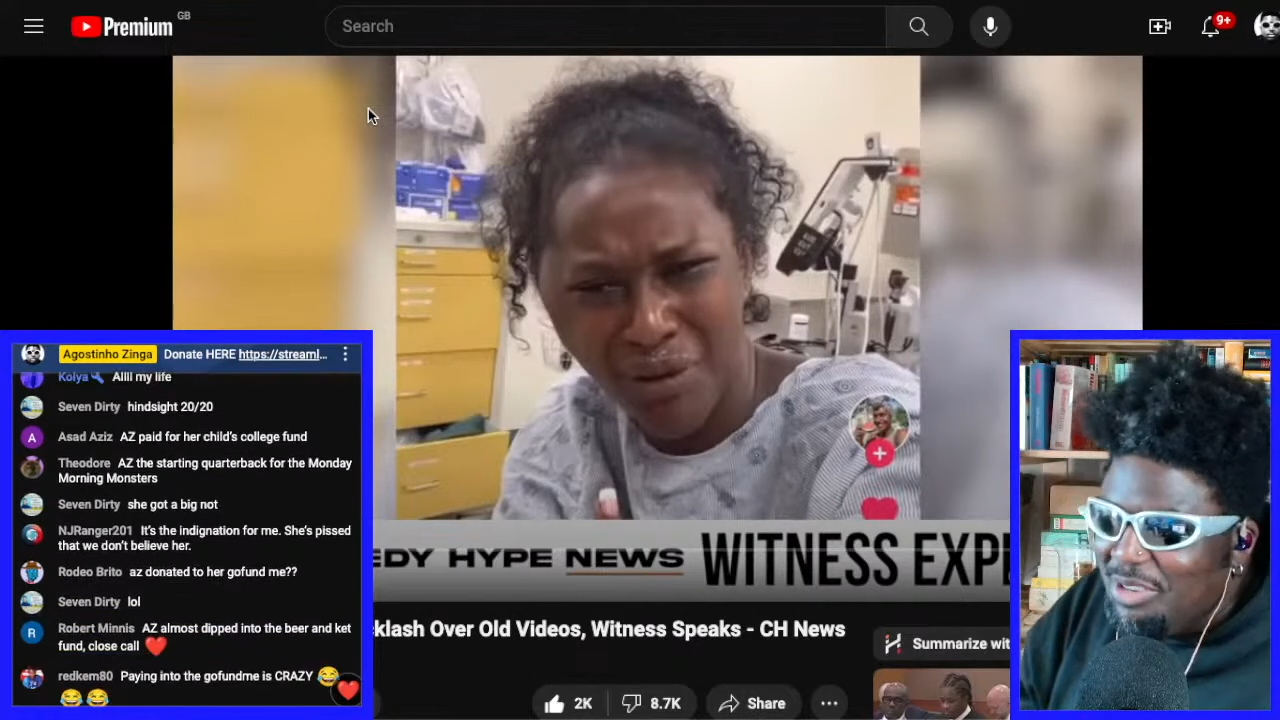 Premium GB
Search
9+
EDY HYPE NEWS WITNESS EXPE
cklash Over Old Videos, Witness Speaks - CH News
Summarize wit
2K
8.7K
Share
Agostinho Zinga Donate HERE https://streaml...
Kolya Allll my life
Seven Dirty hindsight 20/20
A
Asad Aziz AZ paid for her child's college fund
Theodore AZ the starting quarterback for the Monday
Morning Monsters
Seven Dirty she got a big not
NJRanger201 It's the indignation for me. She's pissed
that we don't believe her.
Rodeo Brito az donated to her gofund me??
Seven Dirty lol
R
Robert Minnis AZ almost dipped into the beer and ket
fund, close call ❤️
redkem80 Paying into the gofundme is CRAZY 😂
😂😂